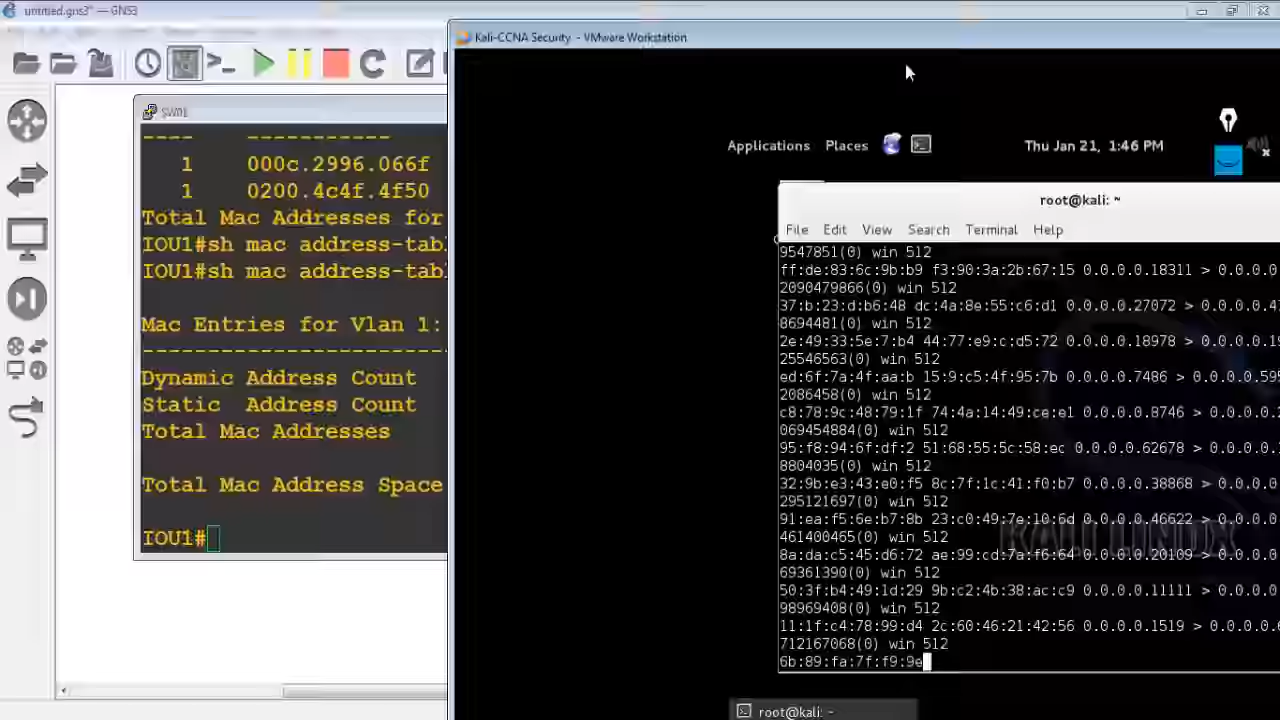 untitled.gns3* — GNS3
Kali-CCNA Security - VMware Workstation
SW01
1 000c.2996.066f
1 0200.4c4f.4f50
Total Mac Addresses for
IOU1#sh mac address-tab
IOU1#sh mac address-tab
Mac Entries for Vlan 1:
Dynamic Address Count
Static Address Count
Total Mac Addresses
Total Mac Address Space
IOU1#
Applications Places Thu Jan 21, 1:46 PM
root@kali: ~
File Edit View Search Terminal Help
9547851(0) win 512
ff:de:83:6c:9b:b9 f3:90:3a:2b:67:15 0.0.0.0.18311 > 0.0.0.0
2090479866(0) win 512
37:b:23:d:b6:48 dc:4a:8e:55:c6:d1 0.0.0.0.27072 > 0.0.0.0.4
8694481(0) win 512
2e:49:33:5e:7:b4 44:77:e9:c:d5:72 0.0.0.0.18978 > 0.0.0.0.19
25546563(0) win 512
ed:6f:7a:4f:aa:b 15:9:c5:4f:95:7b 0.0.0.0.7486 > 0.0.0.0.595
2086458(0) win 512
c8:78:9c:48:79:1f 74:4a:14:49:ce:e1 0.0.0.0.8746 > 0.0.0.0.2
069454884(0) win 512
95:f8:94:6f:df:2 51:68:55:5c:58:ec 0.0.0.0.62678 > 0.0.0.0.
8804035(0) win 512
32:9b:e3:43:e0:f5 8c:7f:1c:41:f0:b7 0.0.0.0.38868 > 0.0.0.0
295121697(0) win 512
91:ea:f5:6e:b7:8b 23:c0:49:7e:10:6d 0.0.0.0.46622 > 0.0.0.0
461400465(0) win 512
8a:da:c5:45:d6:72 ae:99:cd:7a:f6:64 0.0.0.0.20109 > 0.0.0.0
69361390(0) win 512
50:3f:b4:49:1d:29 9b:c2:4b:38:ac:c9 0.0.0.0.11111 > 0.0.0.0
98969408(0) win 512
11:1f:c4:78:99:d4 2c:60:46:21:42:56 0.0.0.0.1519 > 0.0.0.0.6
712167068(0) win 512
6b:89:fa:7f:f9:9e
KALI LINUX
root@kali: ~